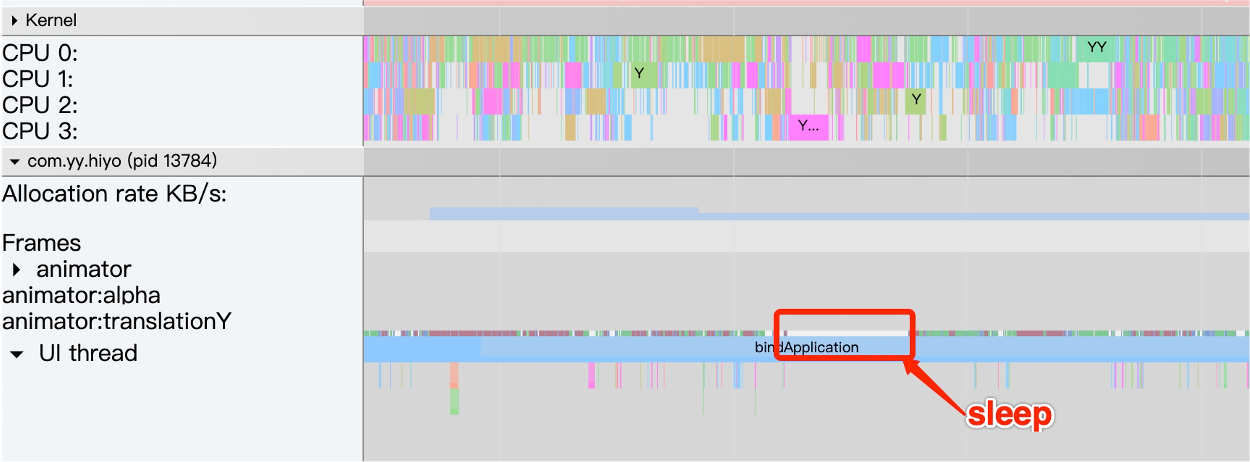 Kernel
CPU 0:
YY
CPU 1:
Y
CPU 2:
Y
CPU 3:
Y...
com.yy.hiyo (pid 13784)
Allocation rate KB/s:
Frames
animator
animator:alpha
animator:translationY
UI thread
bindApplication
sleep